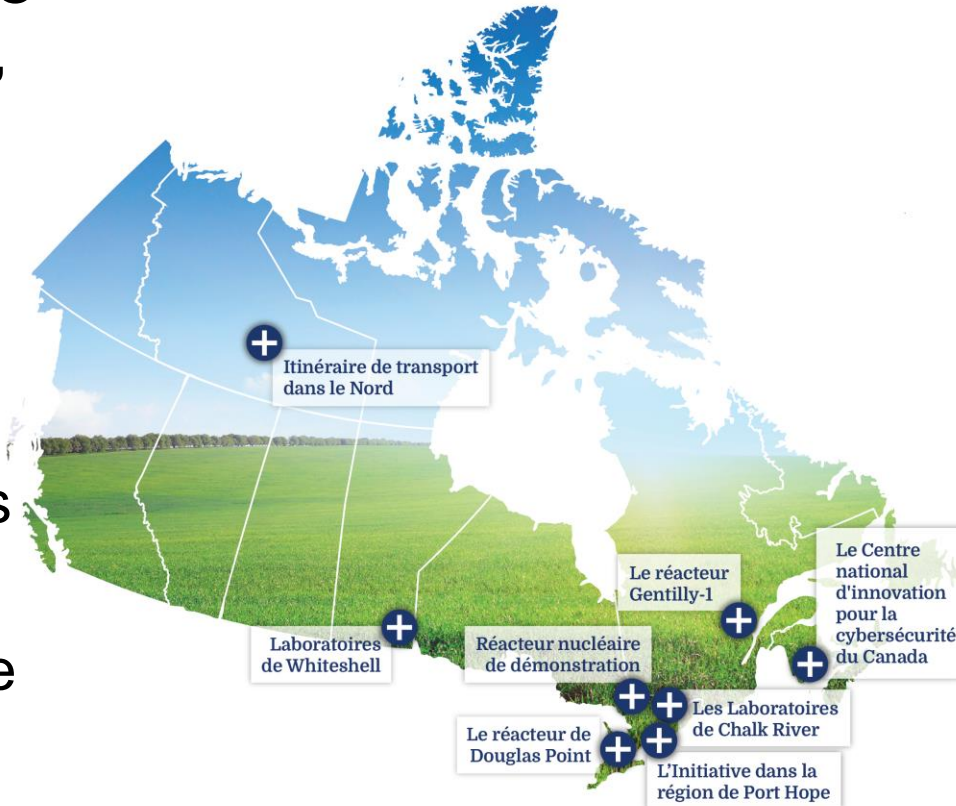 Itinéraire de transport
dans le Nord
Le Centre
national
d'innovation
pour la
cybersécurité
du Canada
Le réacteur
Gentilly-1
Laboratoires
de Whiteshell
Réacteur nucléaire
de démonstration
Les Laboratoires
de Chalk River
Le réacteur de
Douglas Point
L'Initiative dans la
région de Port Hope